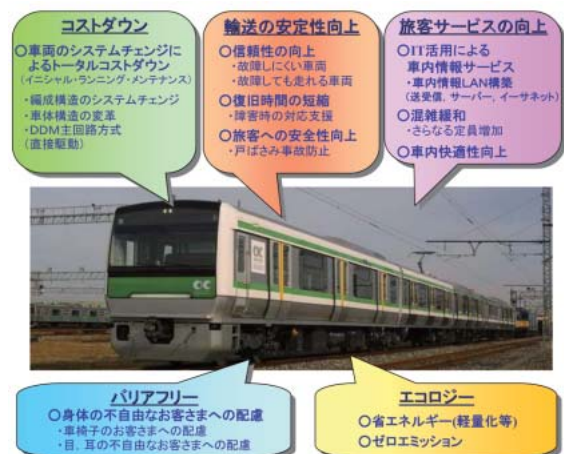 コストダウン
○車両のシステムチェンジに
よるトータルコストダウン
(イニシャル・ランニング・メンテナンス)
・編成構造のシステムチェンジ
・車体構造の変革
・DDM主回路方式
(直接駆動)
輸送の安定性向上
○信頼性の向上
・故障しにくい車両
・故障しても走れる車両
○復旧時間の短縮
・障害時の対応支援
○旅客への安全性向上
・戸ばさみ事故防止
旅客サービスの向上
○IT活用による
車内情報サービス
・車内情報LAN構築
(送受信、サーバー、イーサネット)
○混雑緩和
・さらなる定員増加
○車内快適性向上
バリアフリー
○身体の不自由なお客さまへの配慮
・車椅子のお客さまへの配慮
・目、耳の不自由なお客さまへの配慮
エコロジー
○省エネルギー(軽量化等)
○ゼロエミッション